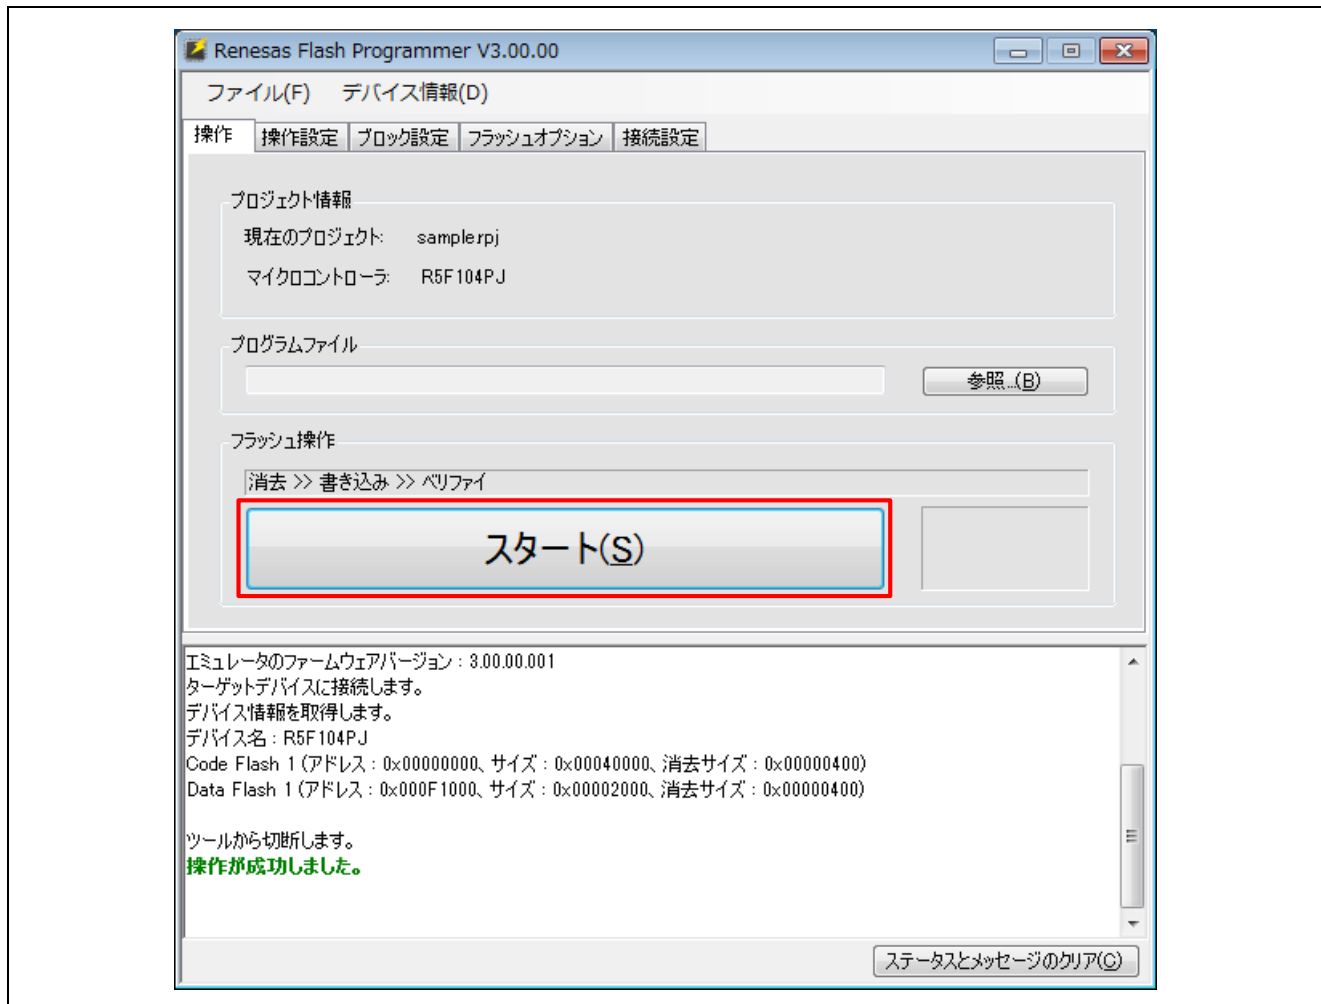 Renesas Flash Programmer V3.00.00
ファイル(F) デバイス情報(D)
操作 操作設定 ブロック設定 フラッシュオプション 接続設定
プロジェクト情報
現在のプロジェクト: sample.rpj
マイクロコントローラ: R5F104PJ
プログラムファイル
参照...(B)
フラッシュ操作
消去 >> 書き込み >> ベリファイ
スタート(S)
エミュレータのファームウェアバージョン : 3.00.00.001
ターゲットデバイスに接続します。
デバイス情報を取得します。
デバイス名 : R5F104PJ
Code Flash 1 (アドレス : 0x00000000、サイズ : 0x00040000、消去サイズ : 0x00000400)
Data Flash 1 (アドレス : 0x000F1000、サイズ : 0x00002000、消去サイズ : 0x00000400)
ツールから切断します。
操作が成功しました。
ステータスとメッセージのクリア(C)